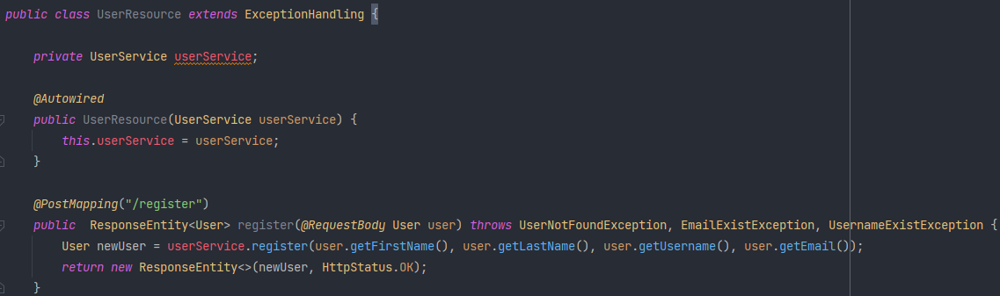 public class UserResource extends ExceptionHandling {
private UserService userService;
@Autowired
public UserResource(UserService userService) {
this.userService = userService;
}
@PostMapping("/register")
public  ResponseEntity<User> register(@RequestBody User user) throws UserNotFoundException, EmailExistException, UsernameExistException {
User newUser = userService.register(user.getFirstName(), user.getLastName(), user.getUsername(), user.getEmail());
return new ResponseEntity<>(newUser, HttpStatus.OK);
}